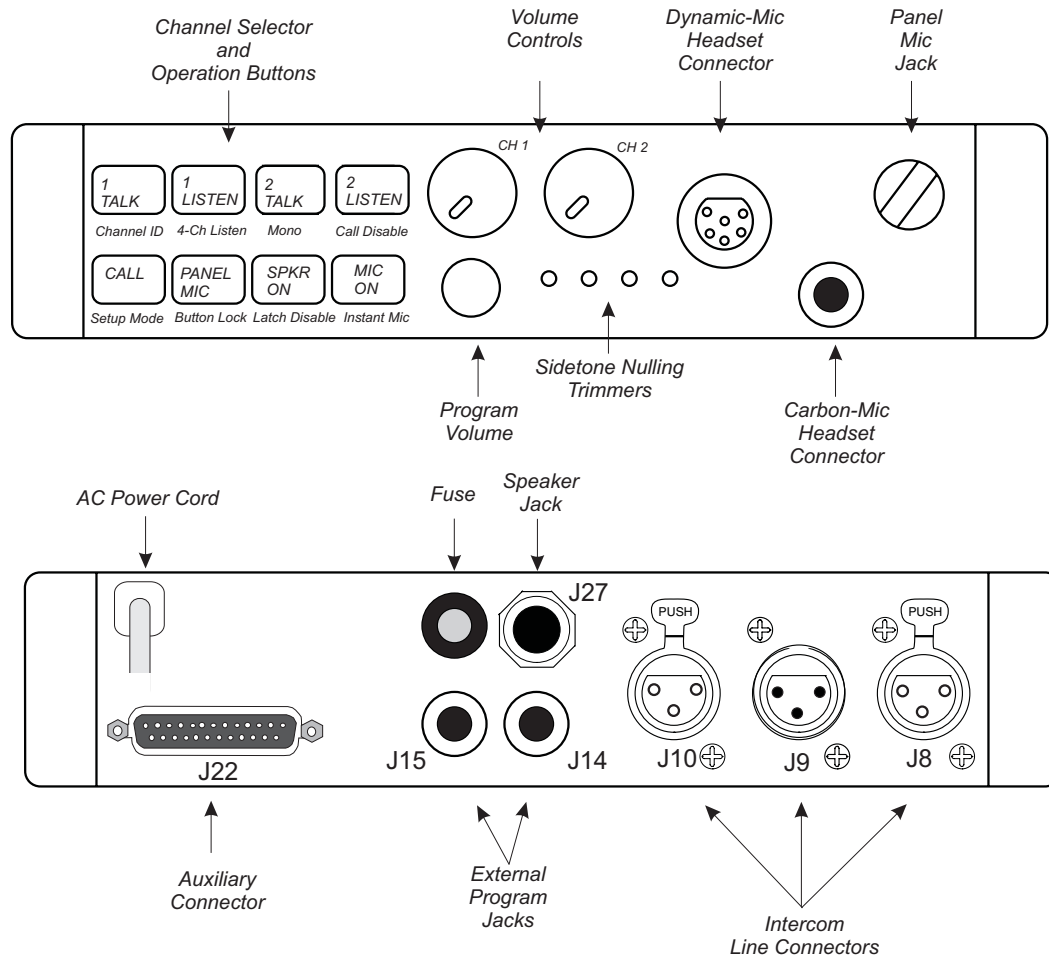 Channel Selector
and
Operation Buttons
Volume
Controls
Dynamic-Mic
Headset
Connector
Panel
Mic
Jack
CH 1
CH 2
1
TALK
1
LISTEN
2
TALK
2
LISTEN
Channel ID
4-Ch Listen
Mono
Call Disable
CALL
PANEL
MIC
SPKR
ON
MIC
ON
Setup Mode
Button Lock
Latch Disable
Instant Mic
Program
Volume
Sidetone Nulling
Trimmers
Carbon-Mic
Headset
Connector
AC Power Cord
Fuse
Speaker
Jack
J27
PUSH
PUSH
J22
J15
J14
J10
J9
J8
Auxiliary
Connector
External
Program
Jacks
Intercom
Line Connectors